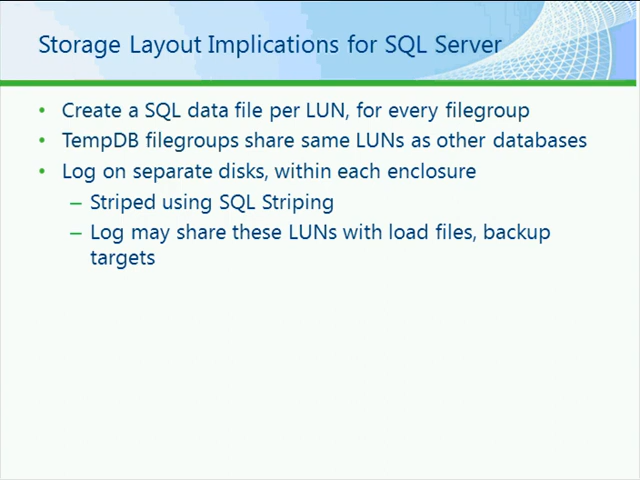 Storage Layout Implications for SQL Server
• Create a SQL data file per LUN, for every filegroup
• TempDB filegroups share same LUNs as other databases
• Log on separate disks, within each enclosure
– Striped using SQL Striping
– Log may share these LUNs with load files, backup
targets